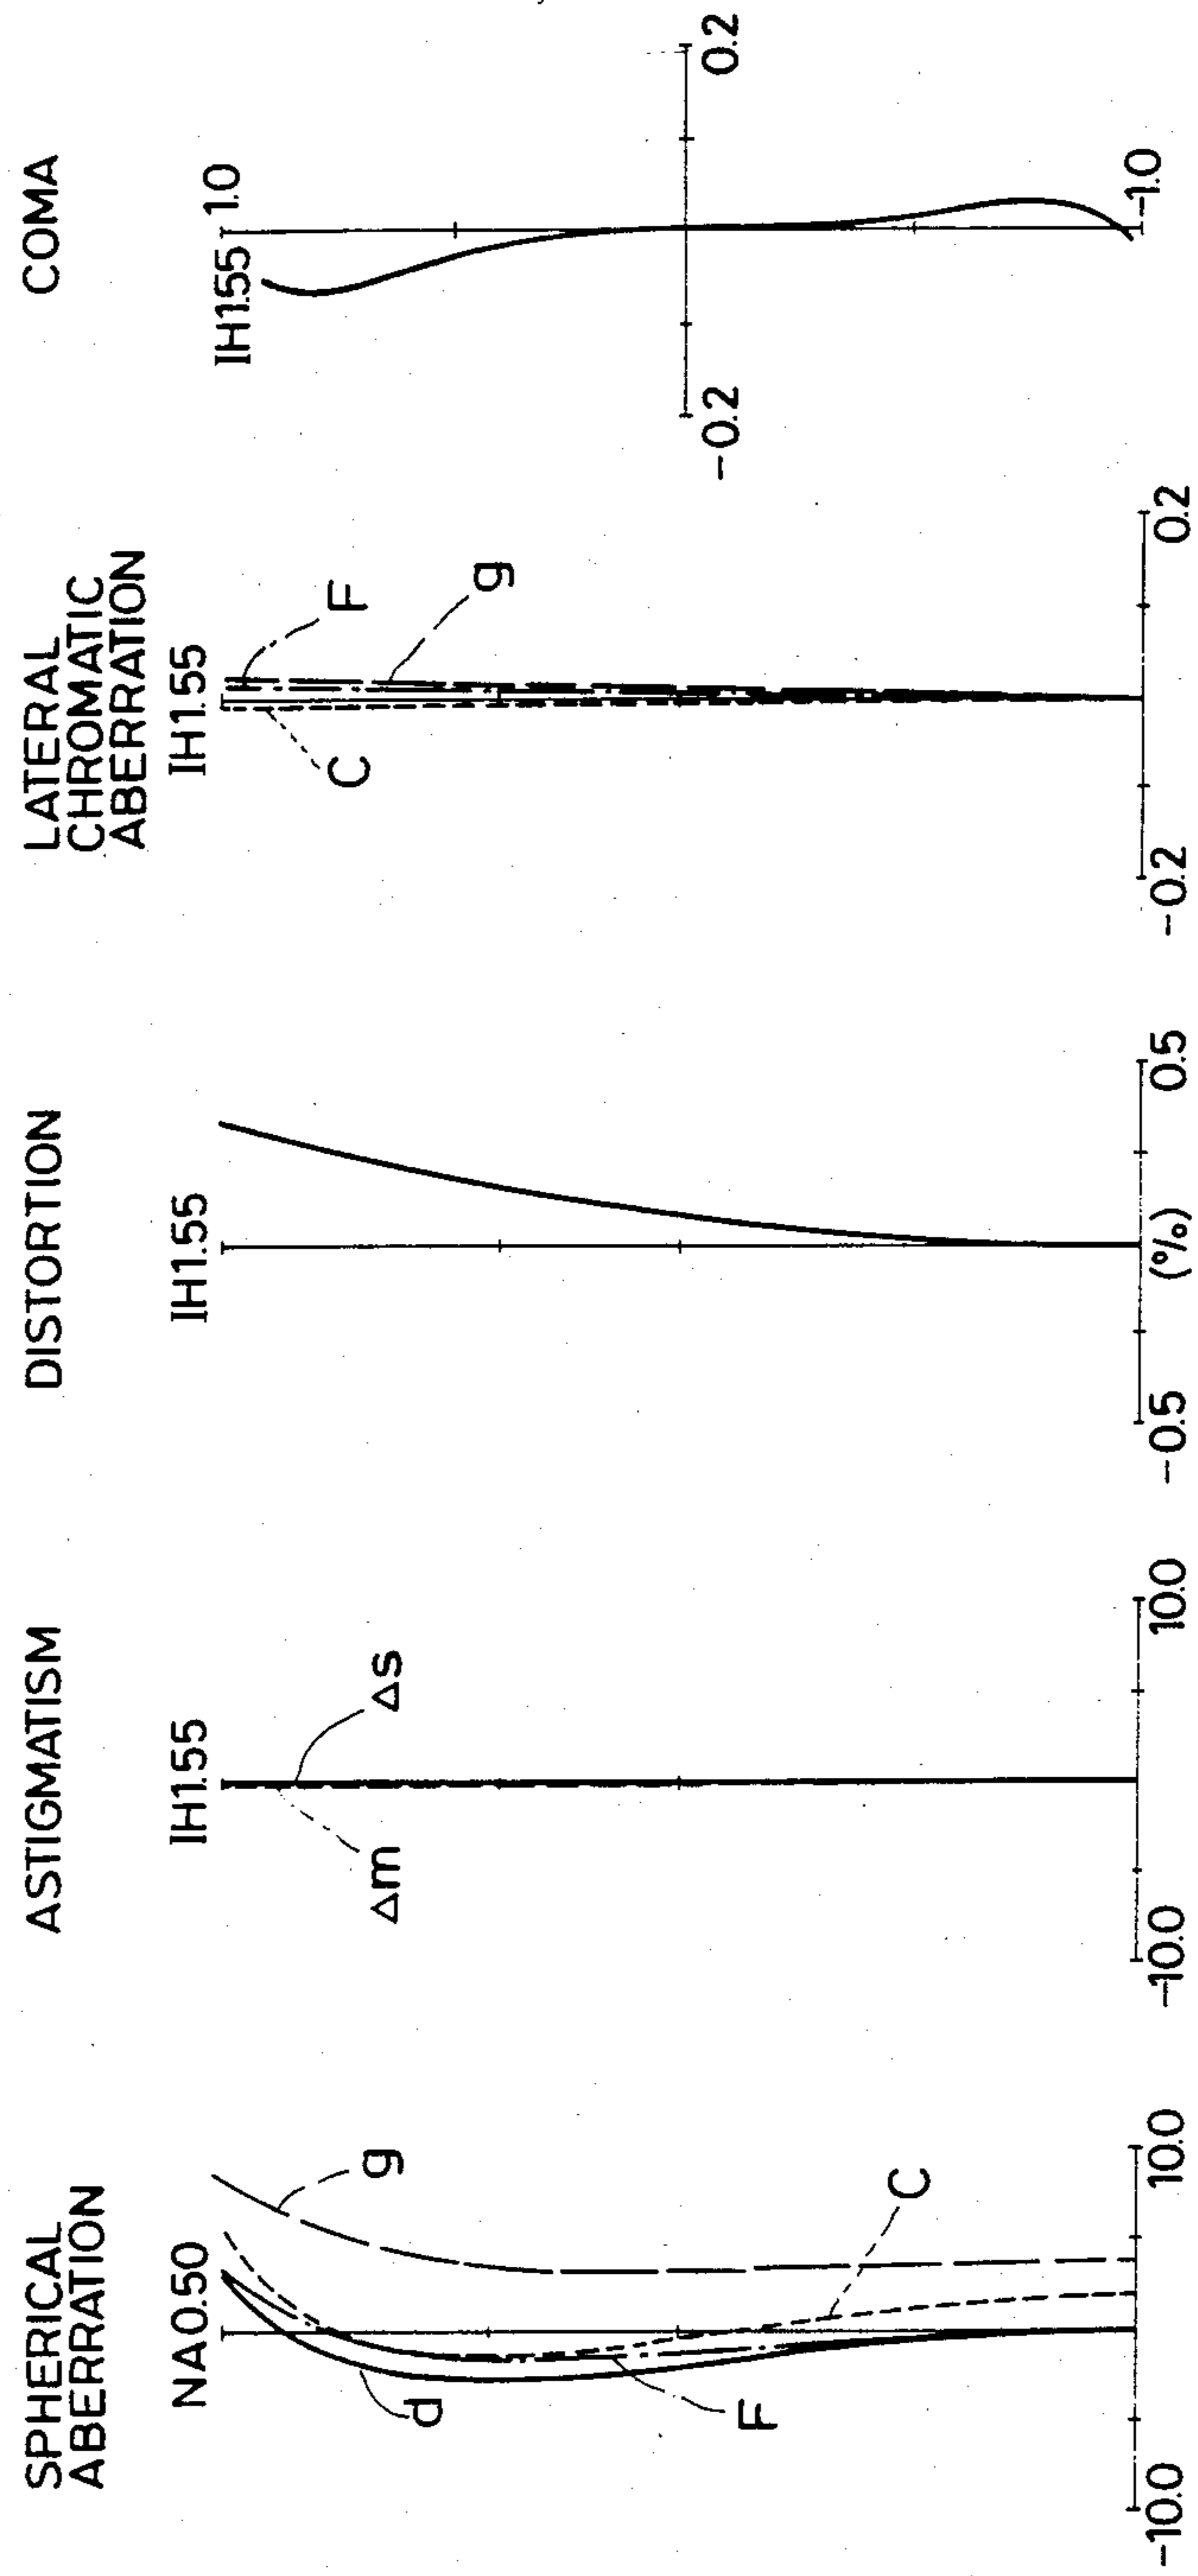 SPHERICAL
ABERRATION
NA0.50
g
d
C
F
-10.0
10.0
ASTIGMATISM
IH1.55
Δm
Δs
-10.0
10.0
DISTORTION
IH1.55
-0.5
(%)
0.5
LATERAL
CHROMATIC
ABERRATION
IH1.55
C
F
g
-0.2
0.2
COMA
IH1.55
1.0
-0.2
0.2
-1.0